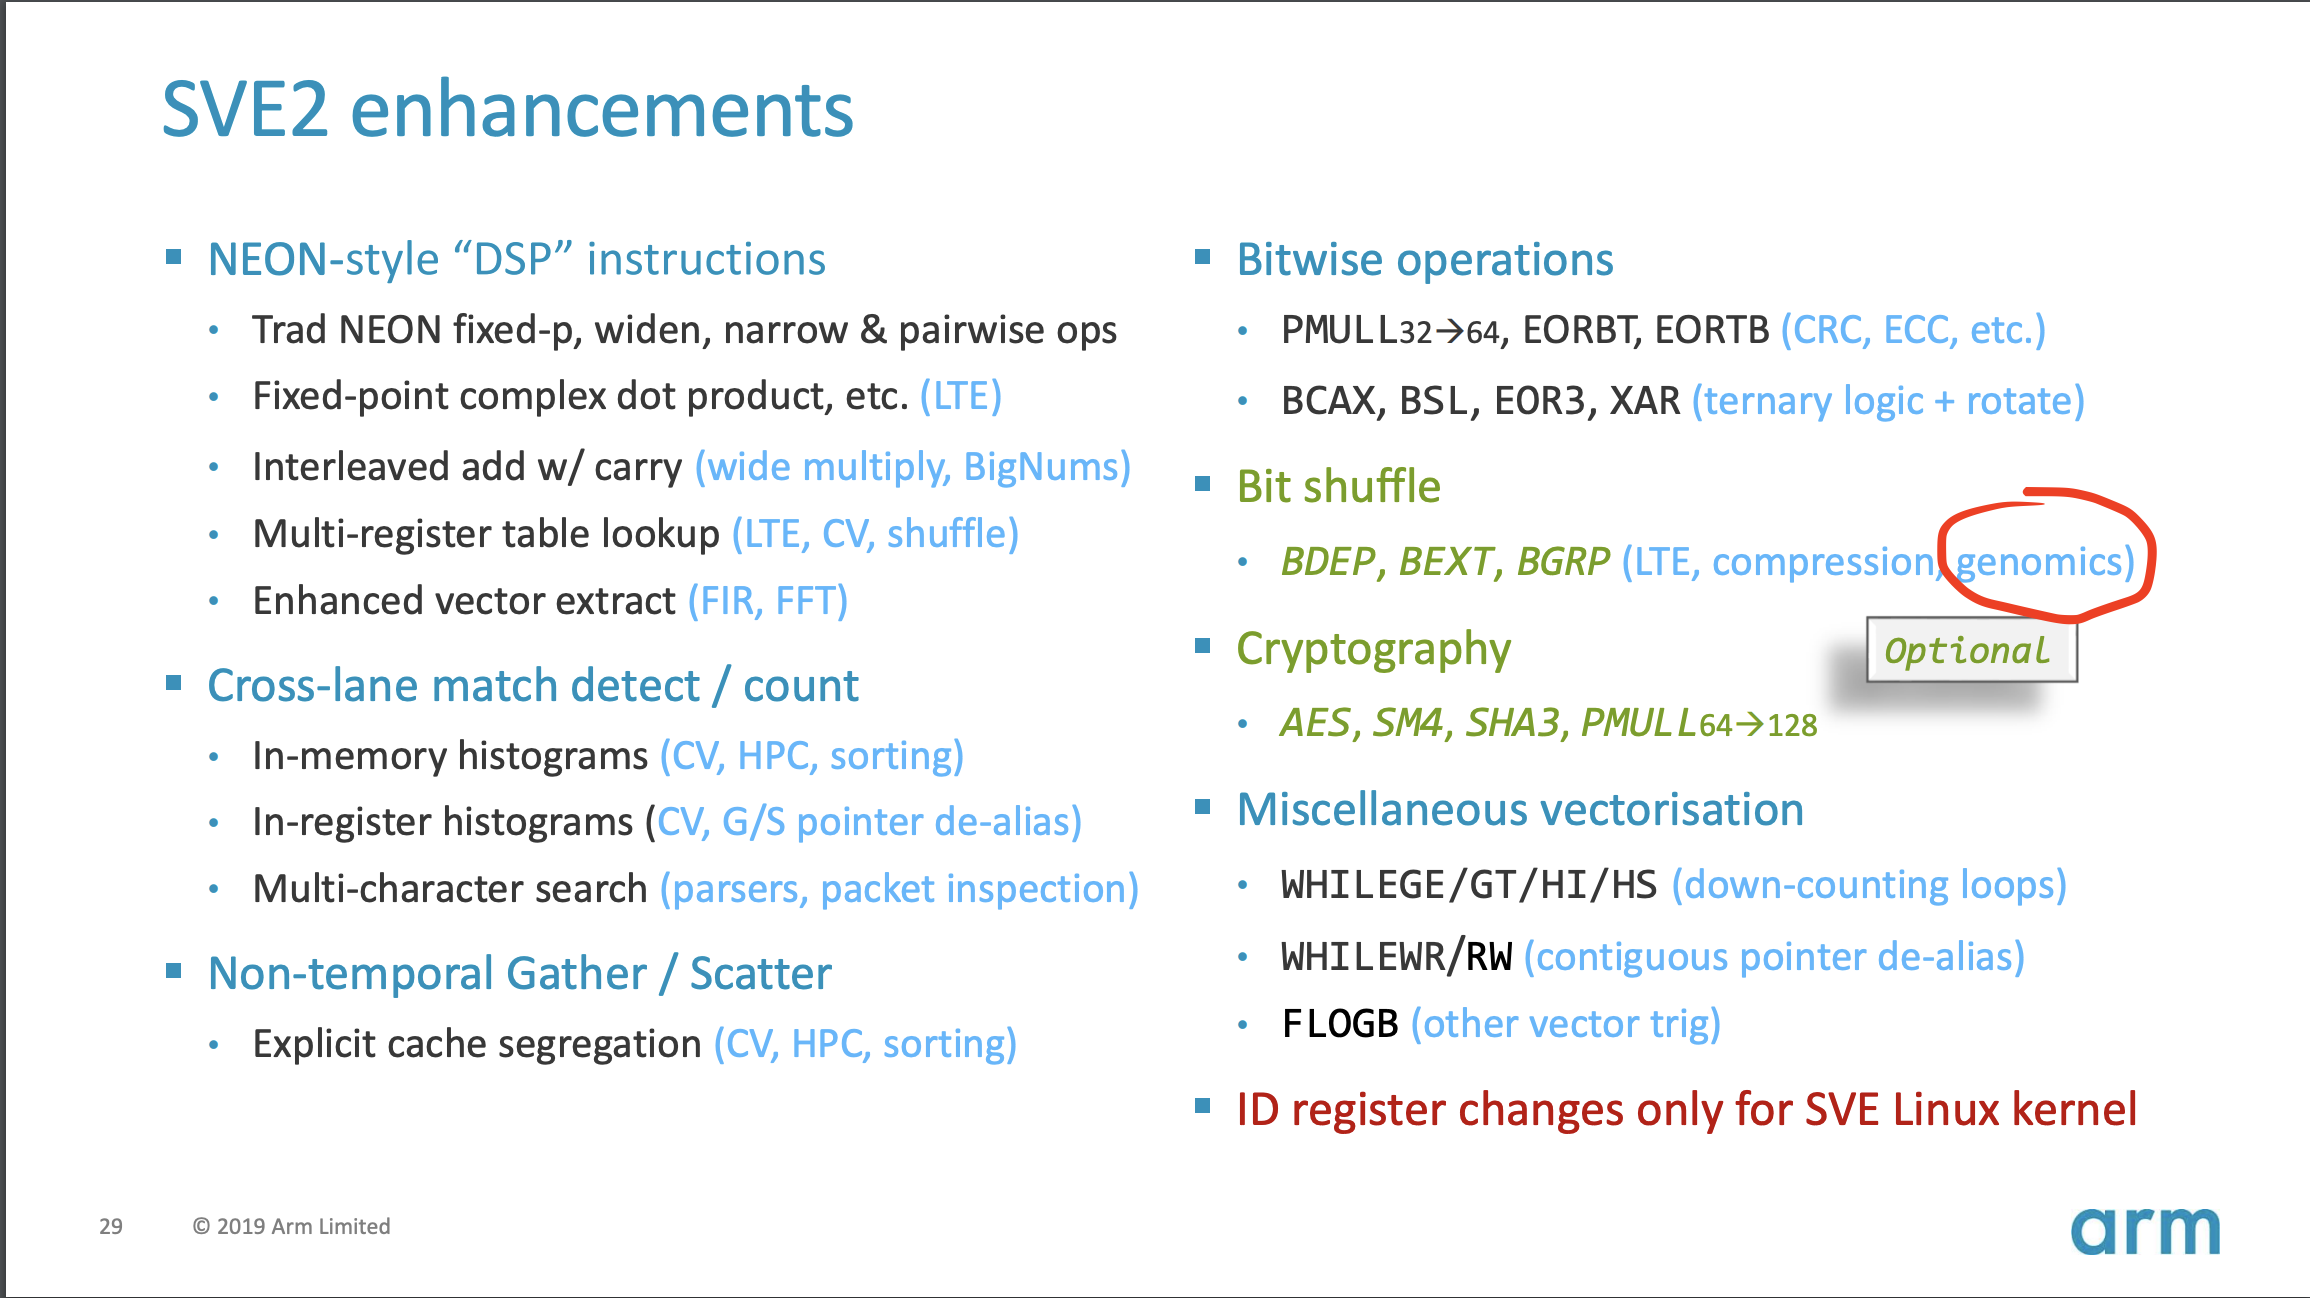 SVE2 enhancements
▪ NEON-style “DSP” instructions
• Trad NEON fixed-p, widen, narrow & pairwise ops
• Fixed-point complex dot product, etc. (LTE)
• Interleaved add w/ carry (wide multiply, BigNums)
• Multi-register table lookup (LTE, CV, shuffle)
• Enhanced vector extract (FIR, FFT)
▪ Cross-lane match detect / count
• In-memory histograms (CV, HPC, sorting)
• In-register histograms (CV, G/S pointer de-alias)
• Multi-character search (parsers, packet inspection)
▪ Non-temporal Gather / Scatter
• Explicit cache segregation (CV, HPC, sorting)
▪ Bitwise operations
• PMULL32→64, EORBT, EORTB (CRC, ECC, etc.)
• BCAX, BSL, EOR3, XAR (ternary logic + rotate)
▪ Bit shuffle
• BDEP, BEXT, BGRP (LTE, compression, genomics)
▪ Cryptography
Optional
• AES, SM4, SHA3, PMULL64→128
▪ Miscellaneous vectorisation
• WHILEGE/GT/HI/HS (down-counting loops)
• WHILEWR/RW (contiguous pointer de-alias)
• FLOGB (other vector trig)
▪ ID register changes only for SVE Linux kernel
29 © 2019 Arm Limited
arm